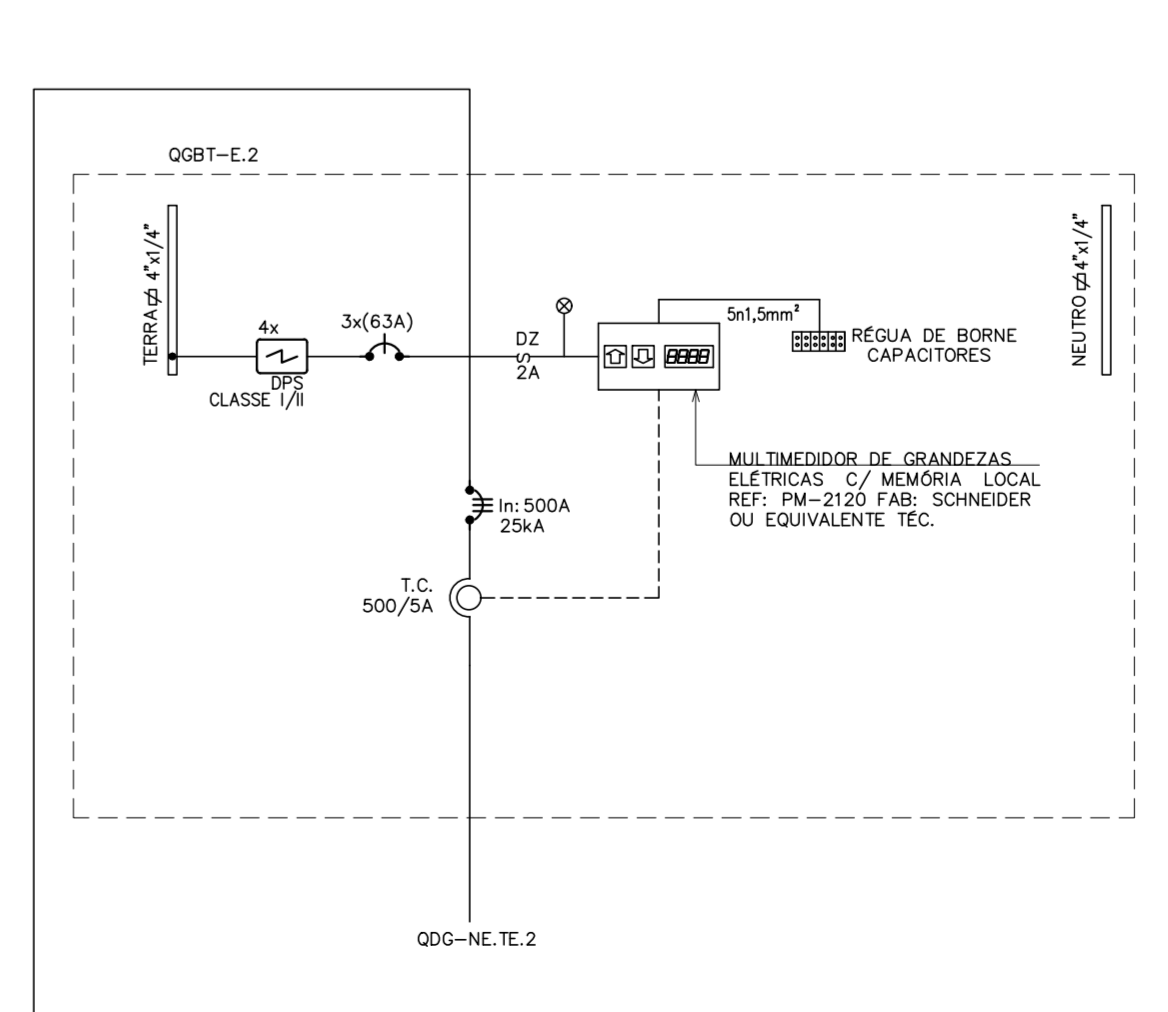 QGBT-E.2
TERRA 4"x1/4"
NEUTRO 4"x1/4"
4x
DPS
CLASSE I/II
3x(63A)
DZ
2A
8888
5n1,5mm²
RÉGUA DE BORNE
CAPACITORES
MULTIMEDIDOR DE GRANDEZAS
ELÉTRICAS C/ MEMÓRIA LOCAL
REF: PM-2120 FAB: SCHNEIDER
OU EQUIVALENTE TÉC.
In: 500A
25kA
T.C.
500/5A
QDG-NE.TE.2